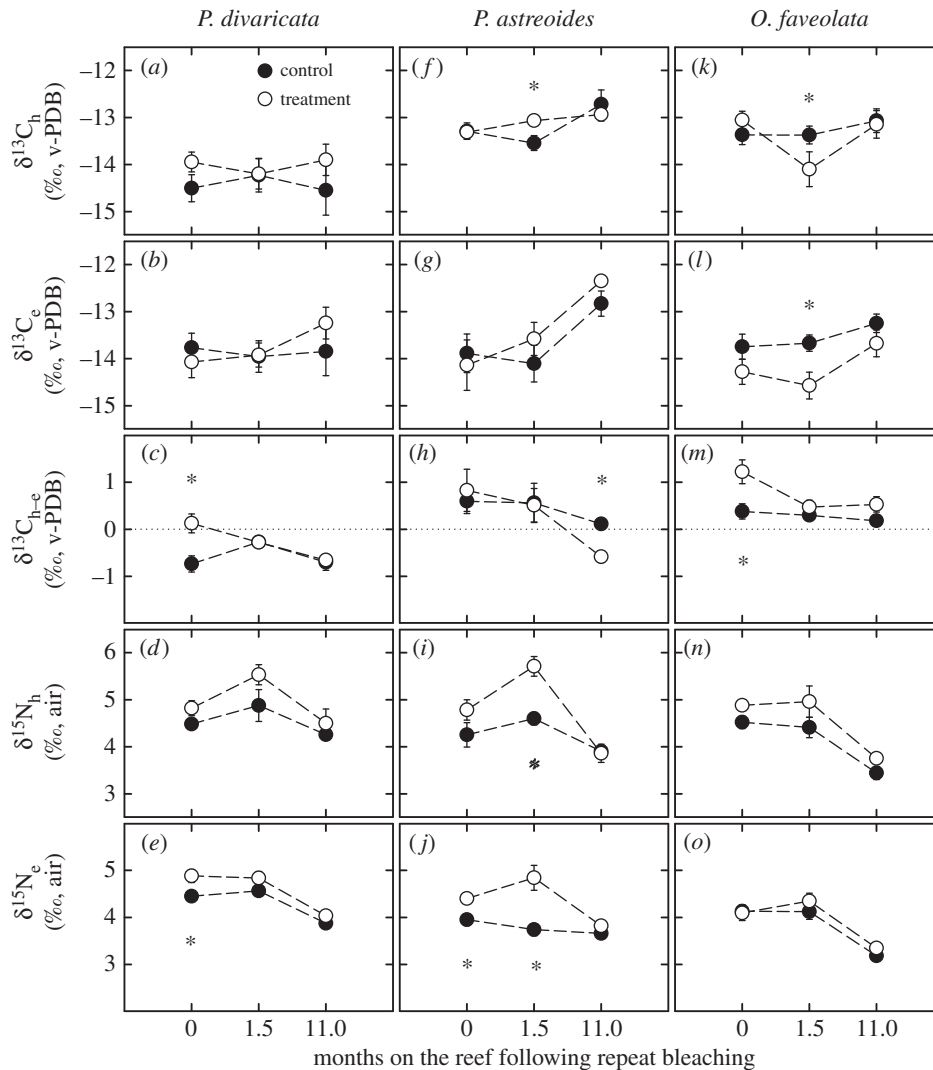 P. divaricata P. astreoides O. faveolata
(a) (f) (k)
control
treatment
* *
δ13Ch
(‰, v-PDB)
−12
−13
−14
−15
(b) (g) (l)
*
δ13Ce
(‰, v-PDB)
−12
−13
−14
−15
(c) (h) (m)
* * *
δ13Ch–e
(‰, v-PDB)
1
0
−1
(d) (i) (n)
*
δ15Nh
(‰, air)
6
5
4
3
(e) (j) (o)
* * *
δ15Ne
(‰, air)
5
4
3
0 1.5 11.0 0 1.5 11.0 0 1.5 11.0
months on the reef following repeat bleaching